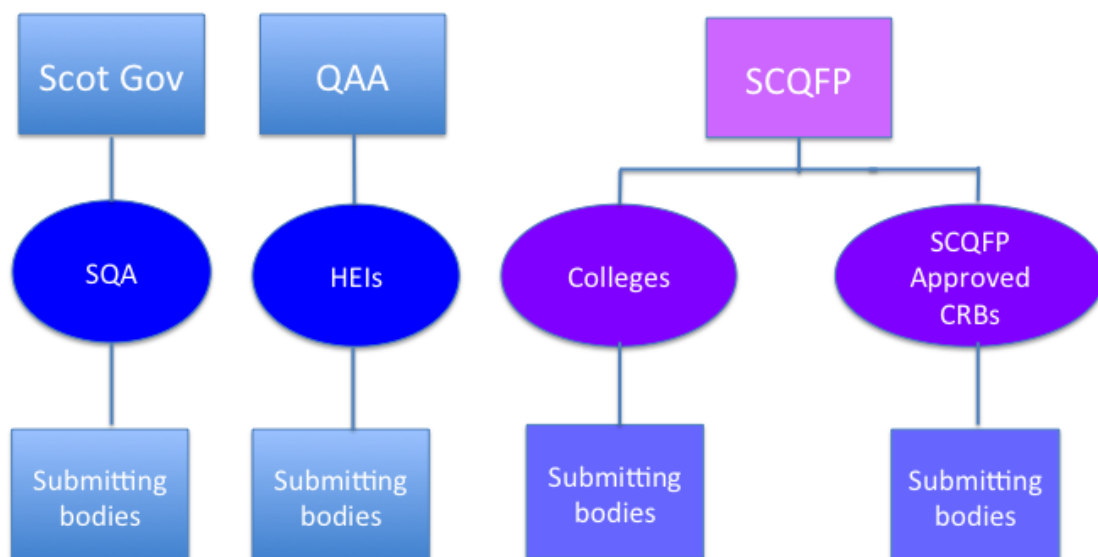 Scot Gov
QAA
SCQFP
SQA
HEIs
Colleges
SCQFP
Approved
CRBs
Submitting
bodies
Submitting
bodies
Submitting
bodies
Submitting
bodies